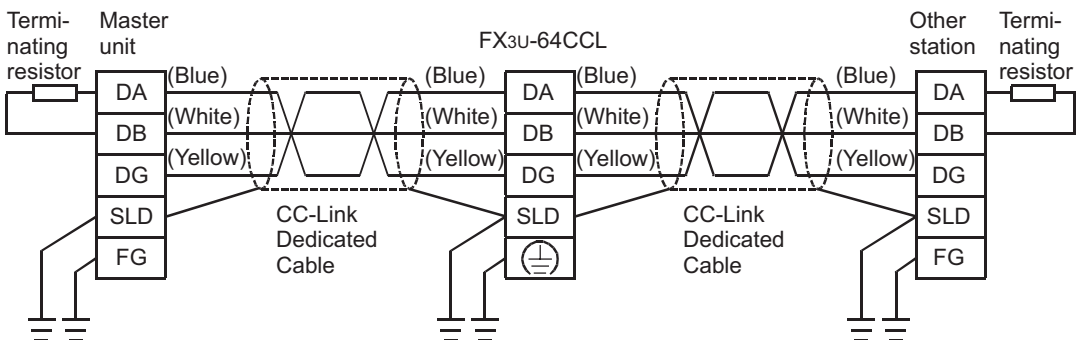 Termi-
nating
resistor
Master
unit
FX3U-64CCL
Other
station
Termi-
nating
resistor
(Blue)
(Blue)
(Blue)
(Blue)
DA
DA
DA
(White)
(White)
(White)
(White)
DB
DB
DB
(Yellow)
(Yellow)
(Yellow)
(Yellow)
DG
DG
DG
SLD
SLD
SLD
FG
FG
CC-Link
Dedicated
Cable
CC-Link
Dedicated
Cable